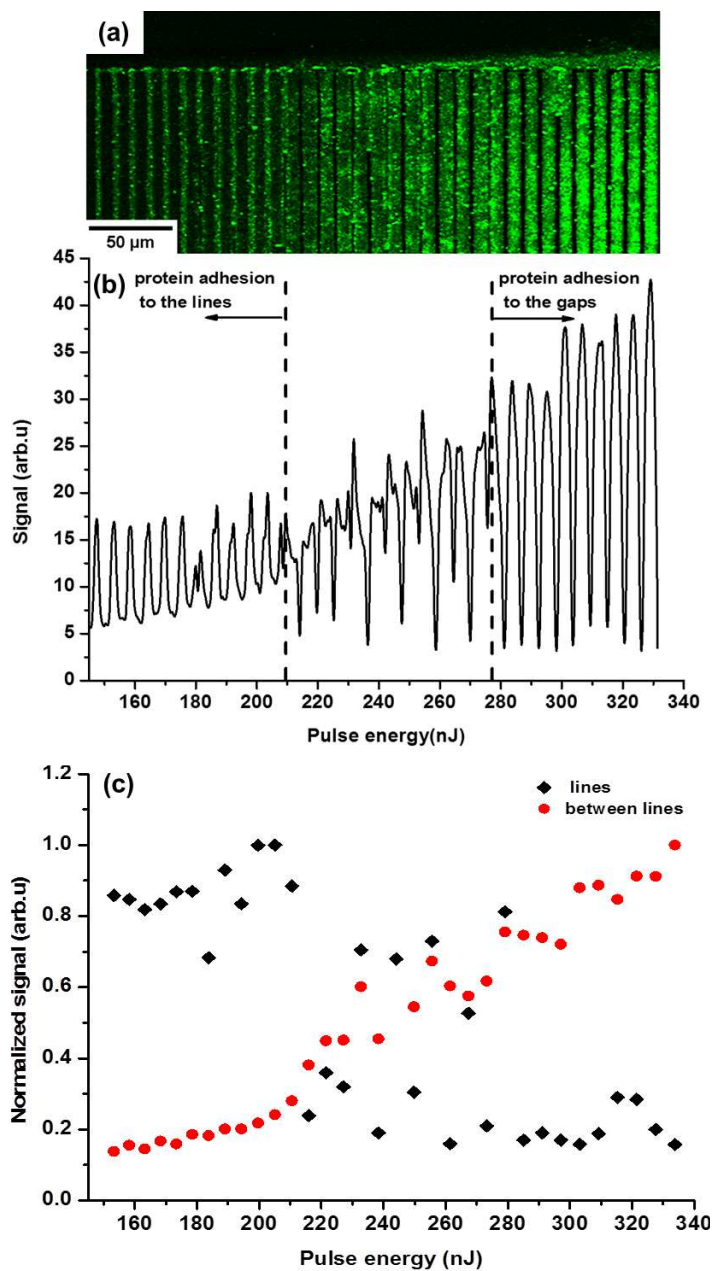 (a)
50 µm
(b)
protein adhesion
to the lines
protein adhesion
to the gaps
45
40
35
30
25
20
15
10
5
0
Signal (arb.u)
160 180 200 220 240 260 280 300 320 340
Pulse energy(nJ)
(c)
lines
between lines
1.2
1.0
0.8
0.6
0.4
0.2
0.0
Normalized signal (arb.u)
160 180 200 220 240 260 280 300 320 340
Pulse energy (nJ)